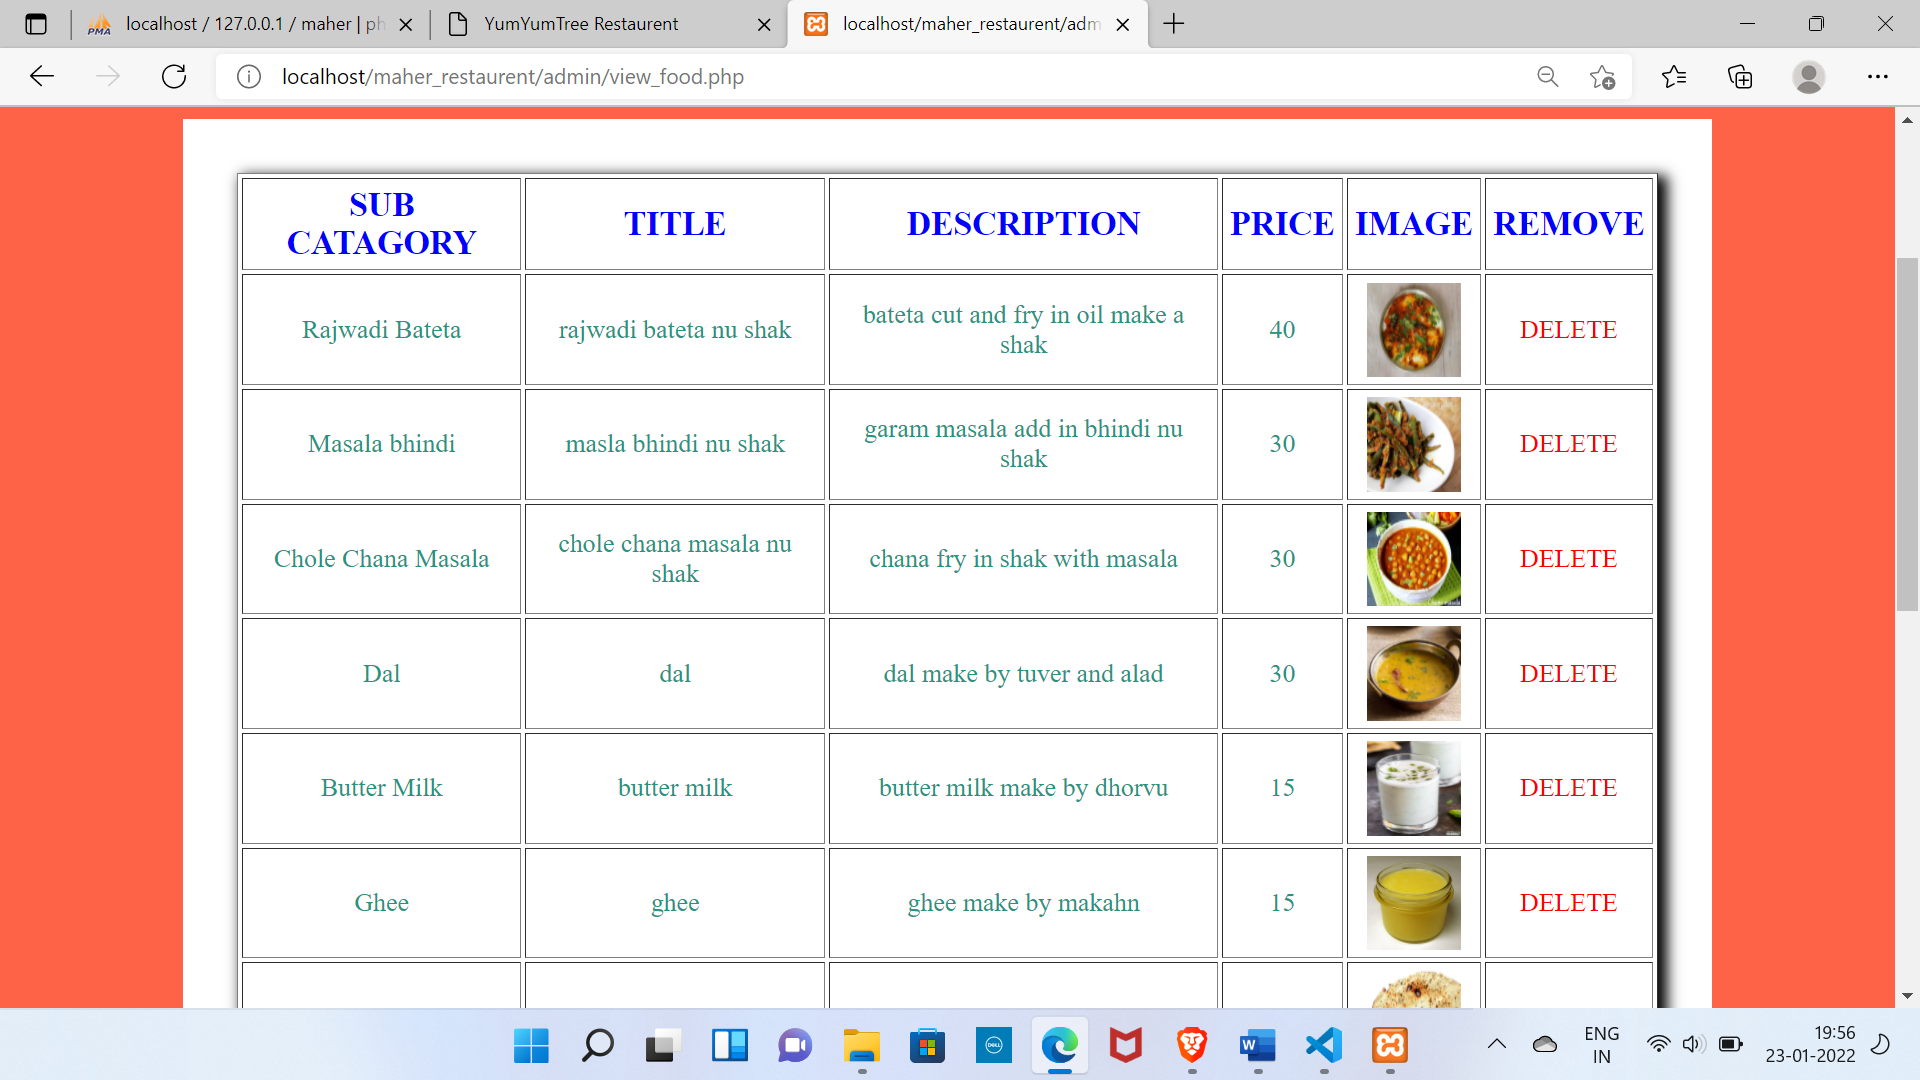 PMA localhost / 127.0.0.1 / maher | ph
YumYumTree Restaurent
localhost/maher_restaurent/adm
localhost/maher_restaurent/admin/view_food.php
SUB
CATAGORY
TITLE
DESCRIPTION
PRICE
IMAGE
REMOVE
Rajwadi Bateta
rajwadi bateta nu shak
bateta cut and fry in oil make a
shak
40
DELETE
Masala bhindi
masla bhindi nu shak
garam masala add in bhindi nu
shak
30
DELETE
Chole Chana Masala
chole chana masala nu
shak
chana fry in shak with masala
30
DELETE
Dal
dal
dal make by tuver and alad
30
DELETE
Butter Milk
butter milk
butter milk make by dhorvu
15
DELETE
Ghee
ghee
ghee make by makahn
15
DELETE
DELL
W
ENG
IN
19:56
23-01-2022